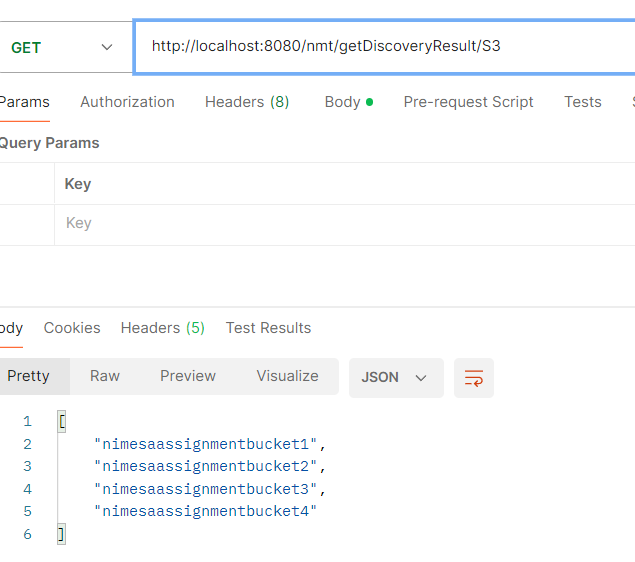 GET http://localhost:8080/nmt/getDiscoveryResult/S3
Params Authorization Headers (8) Body Pre-request Script Tests
Query Params
Key
Key
ody Cookies Headers (5) Test Results
Pretty Raw Preview Visualize JSON
1 [
2 "nimesaassignmentbucket1",
3 "nimesaassignmentbucket2",
4 "nimesaassignmentbucket3",
5 "nimesaassignmentbucket4"
6 ]